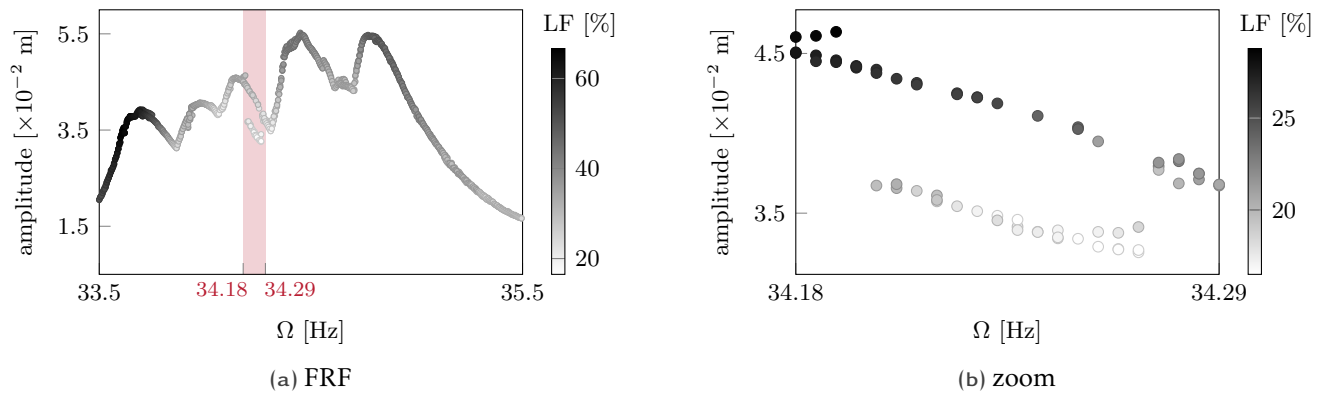 LF [%]
5.5
3.5
1.5
amplitude [×10⁻² m]
60
40
20
33.5
34.18
34.29
35.5
Ω [Hz]
(a) FRF
LF [%]
4.5
3.5
amplitude [×10⁻² m]
25
20
34.18
34.29
Ω [Hz]
(b) zoom